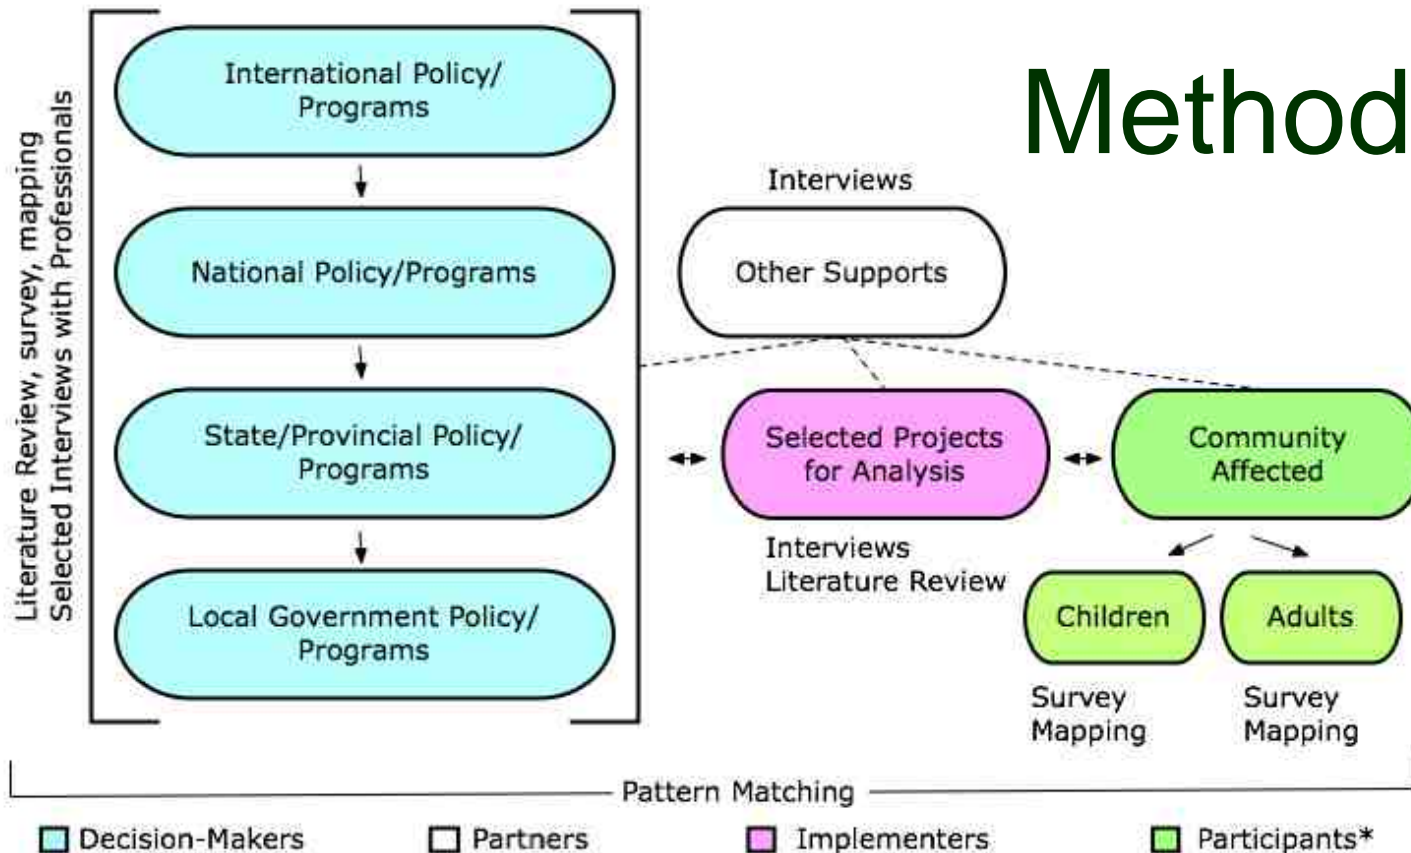 Method
Literature Review, survey, mapping
Selected Interviews with Professionals
International Policy/
Programs
National Policy/Programs
State/Provincial Policy/
Programs
Local Government Policy/
Programs
Interviews
Other Supports
Selected Projects
for Analysis
Interviews
Literature Review
Community
Affected
Children
Adults
Survey
Mapping
Survey
Mapping
Pattern Matching
Decision-Makers
Partners
Implementers
Participants*